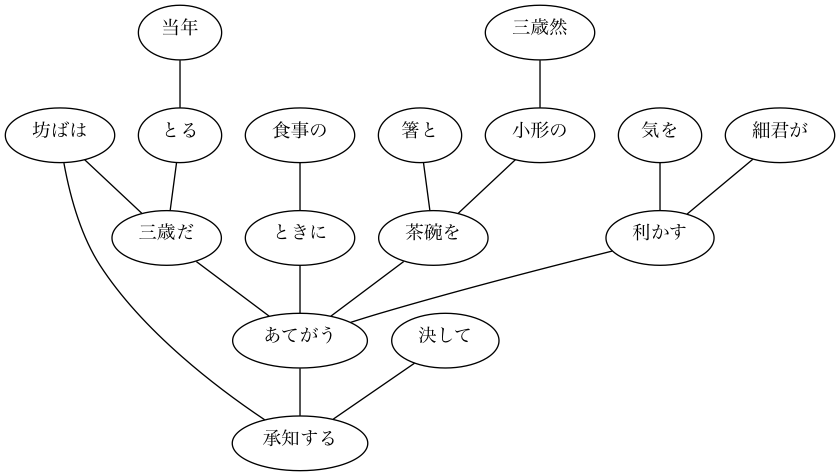 当年
三歳然
坊ばは
とる
食事の
箸と
小形の
気を
細君が
三歳だ
ときに
茶碗を
利かす
あてがう
決して
承知する